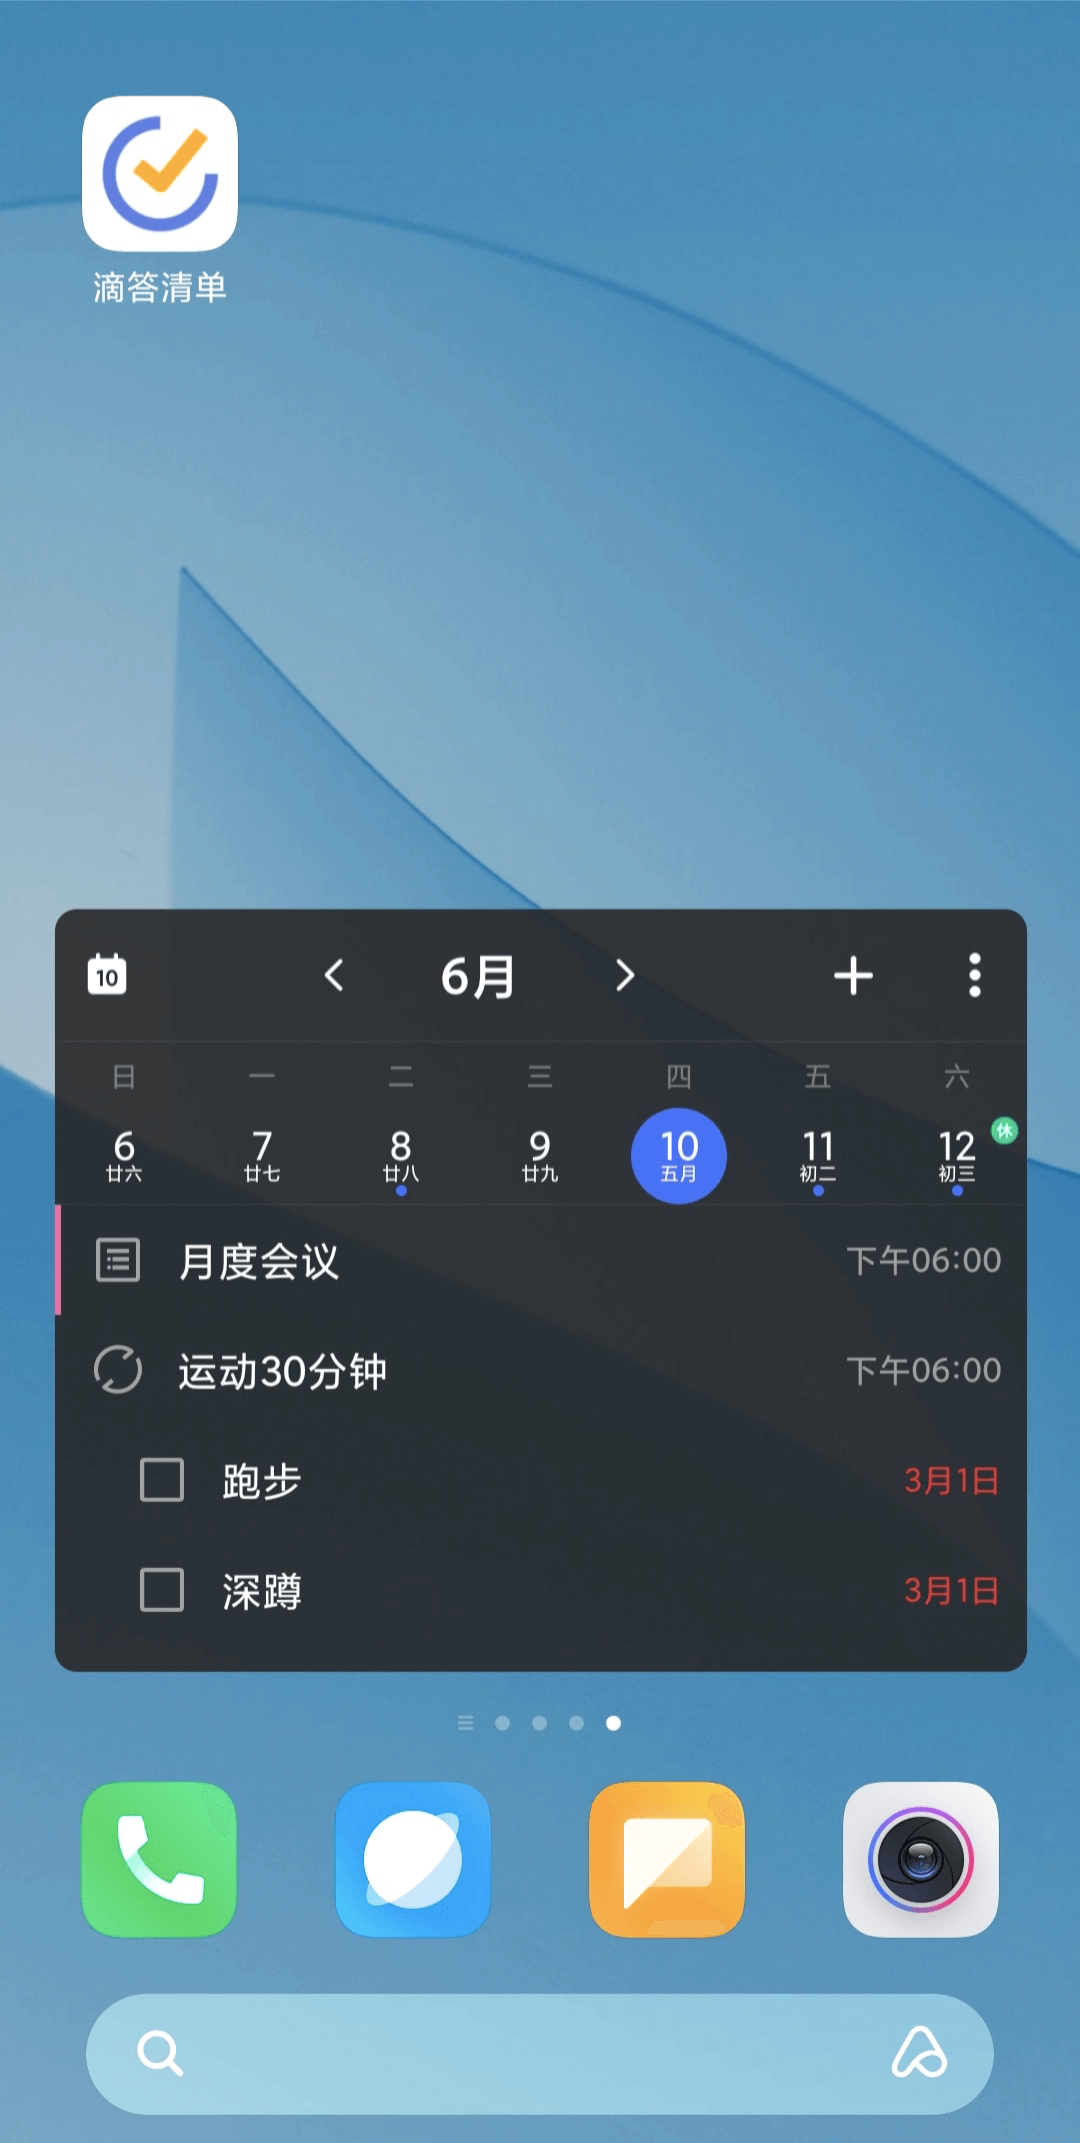 滴答清单
10
6月
日 一 二 三 四 五 六
6 7 8 9 10 11 12 休
廿六 廿七 廿八 廿九 五月 初二 初三
月度会议 下午06:00
运动30分钟 下午06:00
跑步 3月1日
深蹲 3月1日